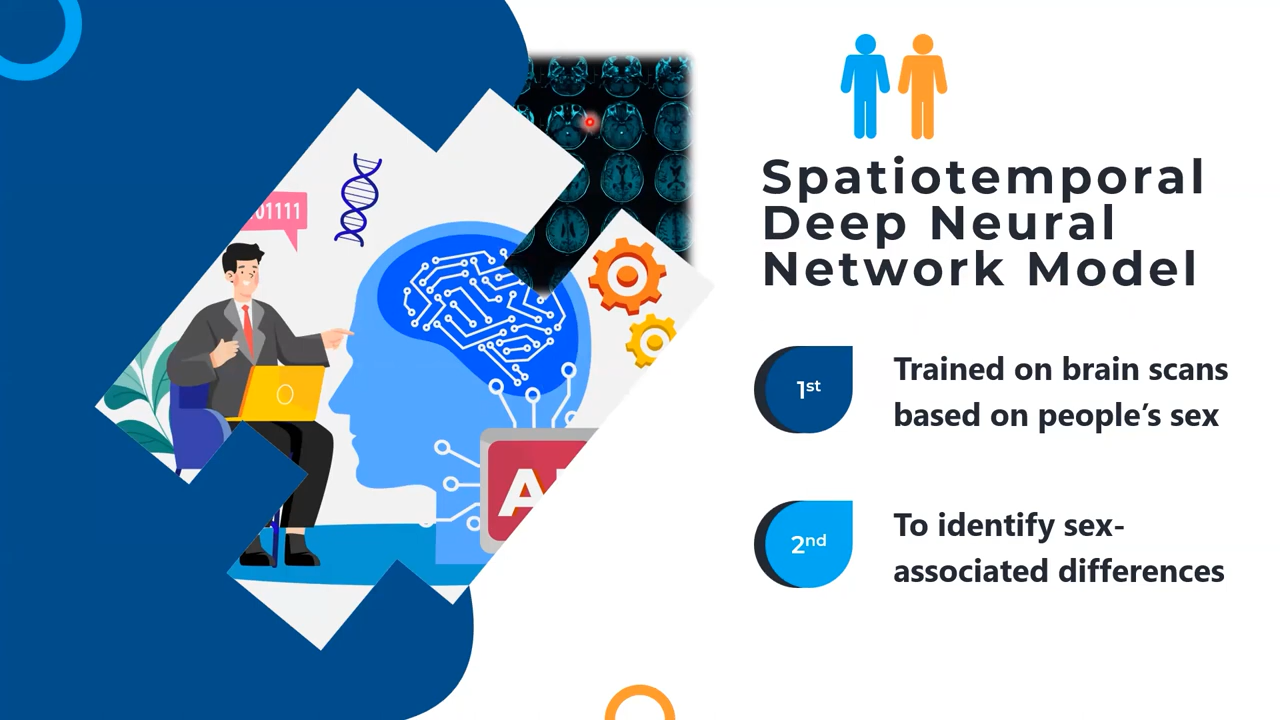 Spatiotemporal
Deep Neural
Network Model
1st
Trained on brain scans
based on people’s sex
2nd
To identify sex-
associated differences
01111